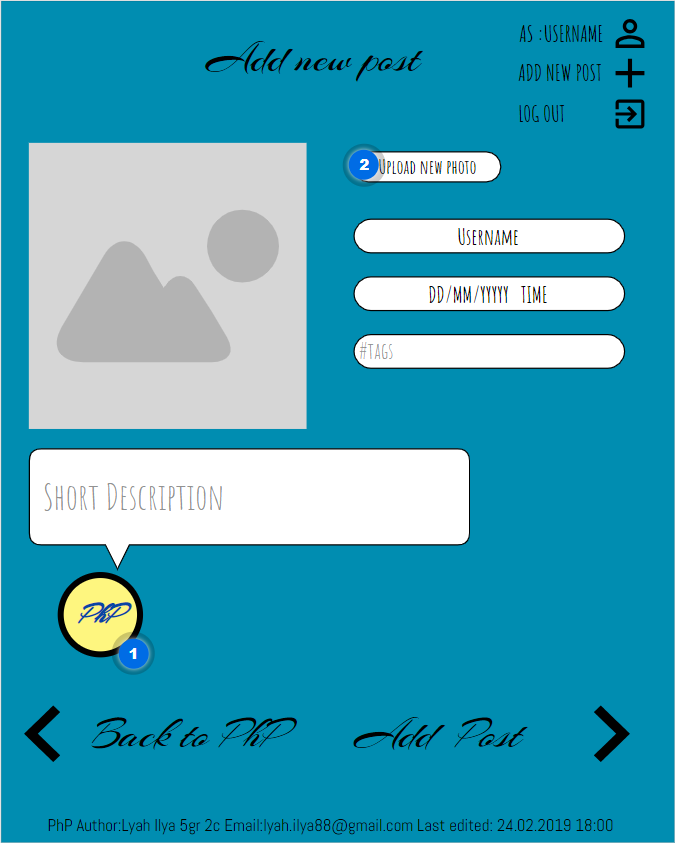 Add new post
AS :USERNAME
ADD NEW POST
LOG OUT
2
Upload new photo
Username
DD/MM/YYYYY TIME
#tags
Short Description
PhP
1
Back to PhP
Add Post
PhP Author:Lyah Ilya 5gr 2c Email:lyah.ilya88@gmail.com Last edited: 24.02.2019 18:00